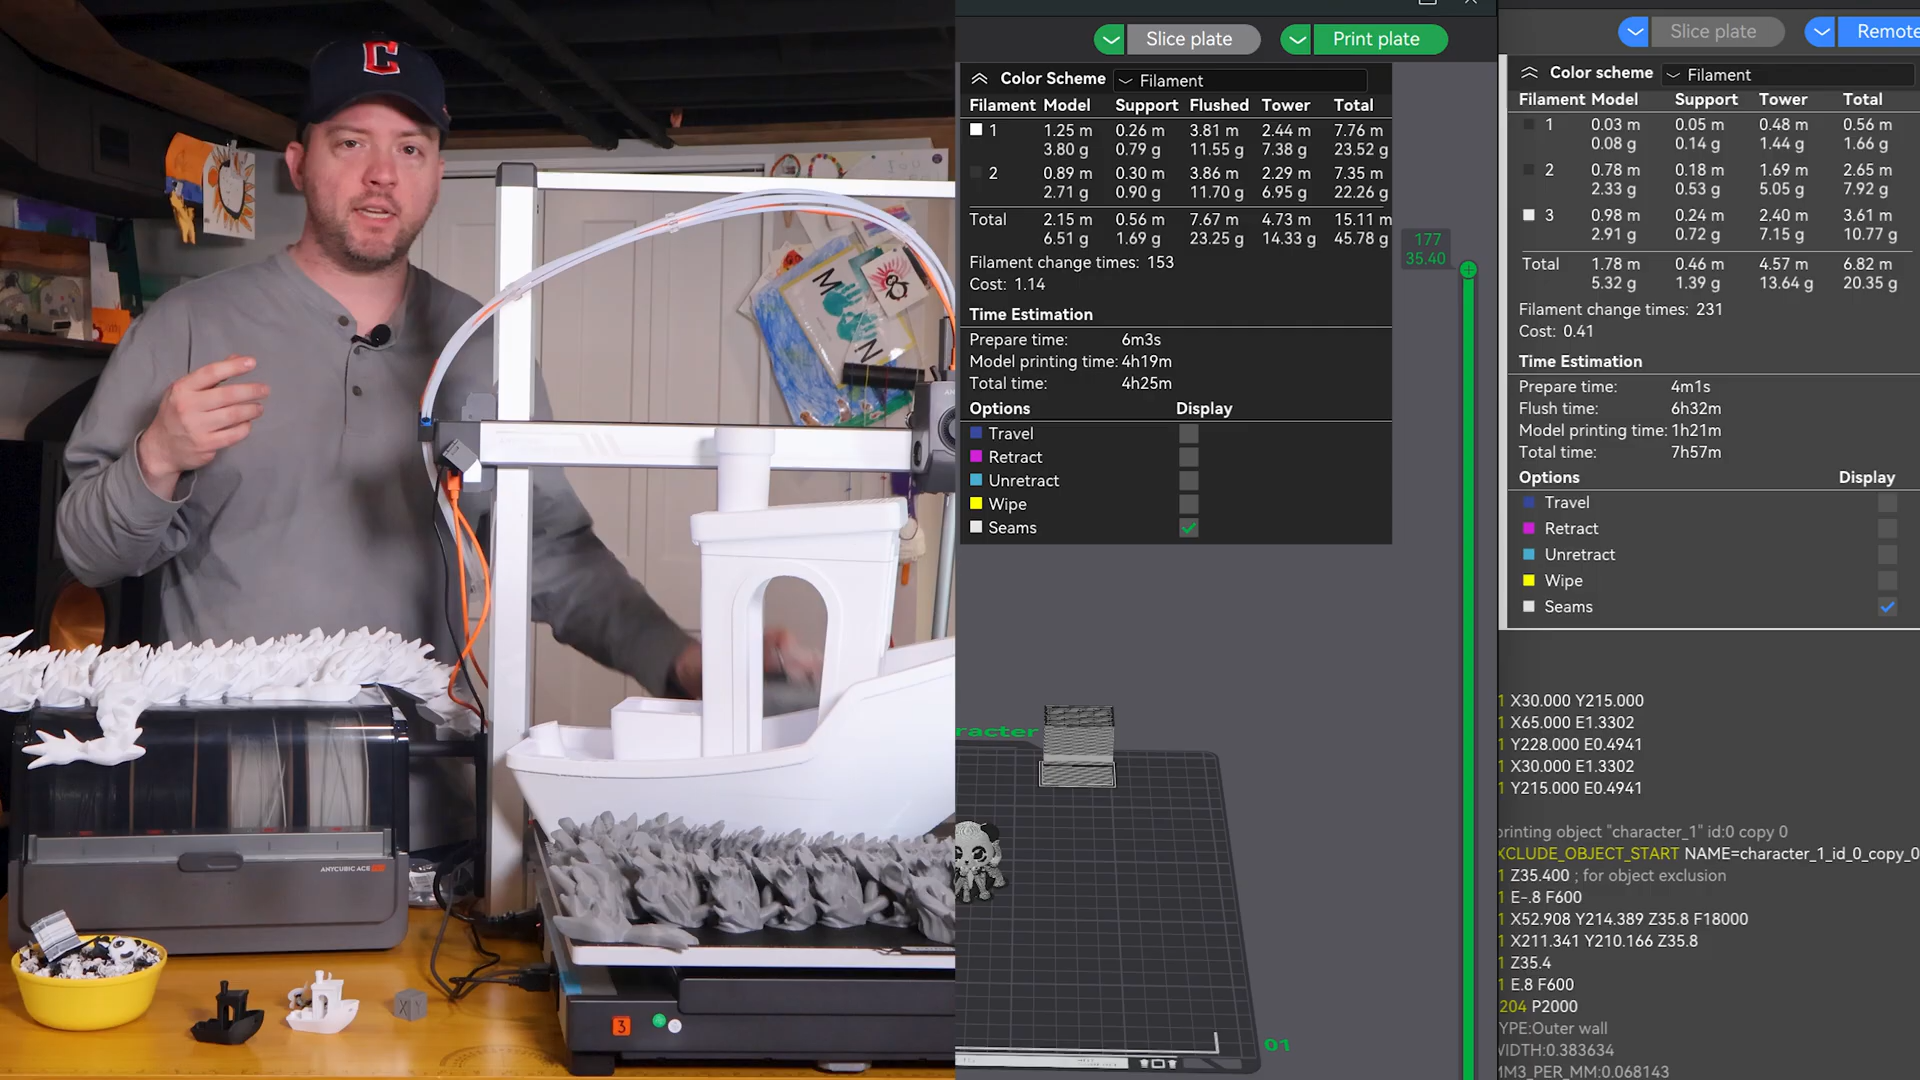 C
MOM
ANYCUBIC ACE
XY
3
Slice plate
Print plate
Color Scheme Filament
Filament Model Support Flushed Tower Total
1 1.25 m 0.26 m 3.81 m 2.44 m 7.76 m
3.80 g 0.79 g 11.55 g 7.38 g 23.52 g
2 0.89 m 0.30 m 3.86 m 2.29 m 7.35 m
2.71 g 0.90 g 11.70 g 6.95 g 22.26 g
Total 2.15 m 0.56 m 7.67 m 4.73 m 15.11 m
6.51 g 1.69 g 23.25 g 14.33 g 45.78 g
Filament change times: 153
Cost: 1.14
Time Estimation
Prepare time: 6m3s
Model printing time: 4h19m
Total time: 4h25m
Options Display
Travel
Retract
Unretract
Wipe
Seams
177
35.40
racter
01
Slice plate
Remote
Color scheme Filament
Filament Model Support Tower Total
1 0.03 m 0.05 m 0.48 m 0.56 m
0.08 g 0.14 g 1.44 g 1.66 g
2 0.78 m 0.18 m 1.69 m 2.65 m
2.33 g 0.53 g 5.05 g 7.92 g
3 0.98 m 0.24 m 2.40 m 3.61 m
2.91 g 0.72 g 7.15 g 10.77 g
Total 1.78 m 0.46 m 4.57 m 6.82 m
5.32 g 1.39 g 13.64 g 20.35 g
Filament change times: 231
Cost: 0.41
Time Estimation
Prepare time: 4m1s
Flush time: 6h32m
Model printing time: 1h21m
Total time: 7h57m
Options Display
Travel
Retract
Unretract
Wipe
Seams
1 X30.000 Y215.000
1 X65.000 E1.3302
1 Y228.000 E0.4941
1 X30.000 E1.3302
1 Y215.000 E0.4941
printing object "character_1" id:0 copy 0
XCLUDE_OBJECT_START NAME=character_1_id_0_copy_0
1 Z35.400 ; for object exclusion
1 E-.8 F600
1 X52.908 Y214.389 Z35.8 F18000
1 X211.341 Y210.166 Z35.8
1 Z35.4
1 E.8 F600
204 P2000
YPE:Outer wall
VIDTH:0.383634
MM3_PER_MM:0.068143